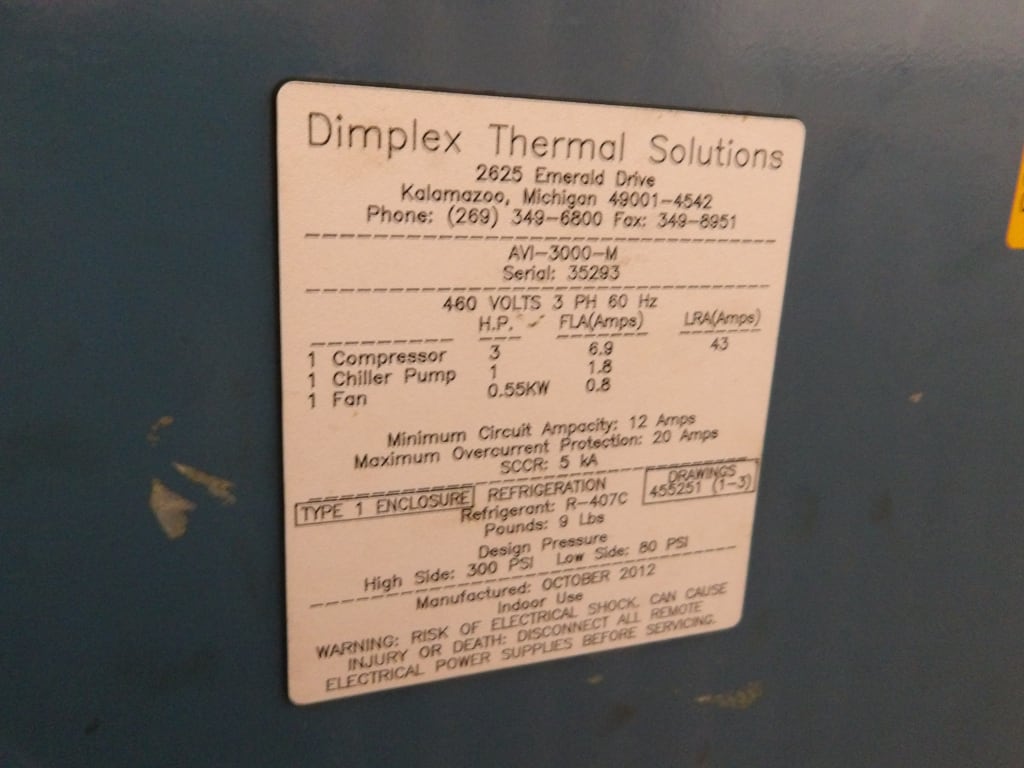 Dimplex Thermal Solutions
2625 Emerald Drive
Kalamazoo, Michigan 49001-4542
Phone: (269) 349-6800 Fax: 349-8951
AVI-3000-M
Serial: 35293
460 VOLTS 3 PH 60 Hz
H.P. FLA(Amps) LRA(Amps)
1 Compressor 3 6.9 43
1 Chiller Pump 1 1.8
1 Fan 0.55KW 0.8
Minimum Circuit Ampacity: 12 Amps
Maximum Overcurrent Protection: 20 Amps
SCCR: 5 kA
TYPE 1 ENCLOSURE REFRIGERATION DRAWINGS
Refrigerant: R-407C 455251 (1-3)
Pounds: 9 Lbs
Design Pressure
High Side: 300 PSI Low Side: 80 PSI
Manufactured: OCTOBER 2012
Indoor Use
WARNING: RISK OF ELECTRICAL SHOCK. CAN CAUSE
INJURY OR DEATH: DISCONNECT ALL REMOTE
ELECTRICAL POWER SUPPLIES BEFORE SERVICING.